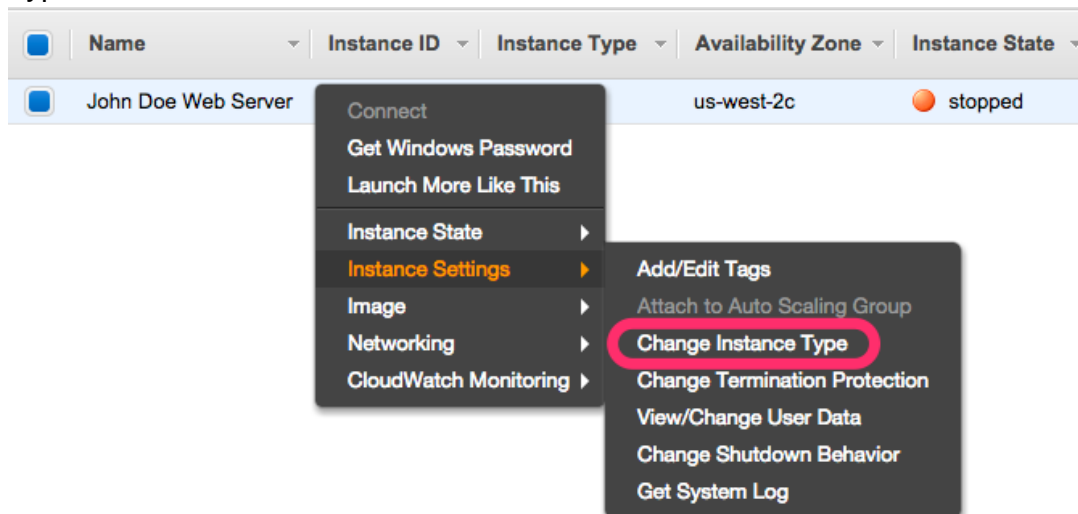 Name Instance ID Instance Type Availability Zone Instance State
John Doe Web Server us-west-2c stopped
Connect
Get Windows Password
Launch More Like This
Instance State
Instance Settings
Image
Networking
CloudWatch Monitoring
Add/Edit Tags
Attach to Auto Scaling Group
Change Instance Type
Change Termination Protection
View/Change User Data
Change Shutdown Behavior
Get System Log